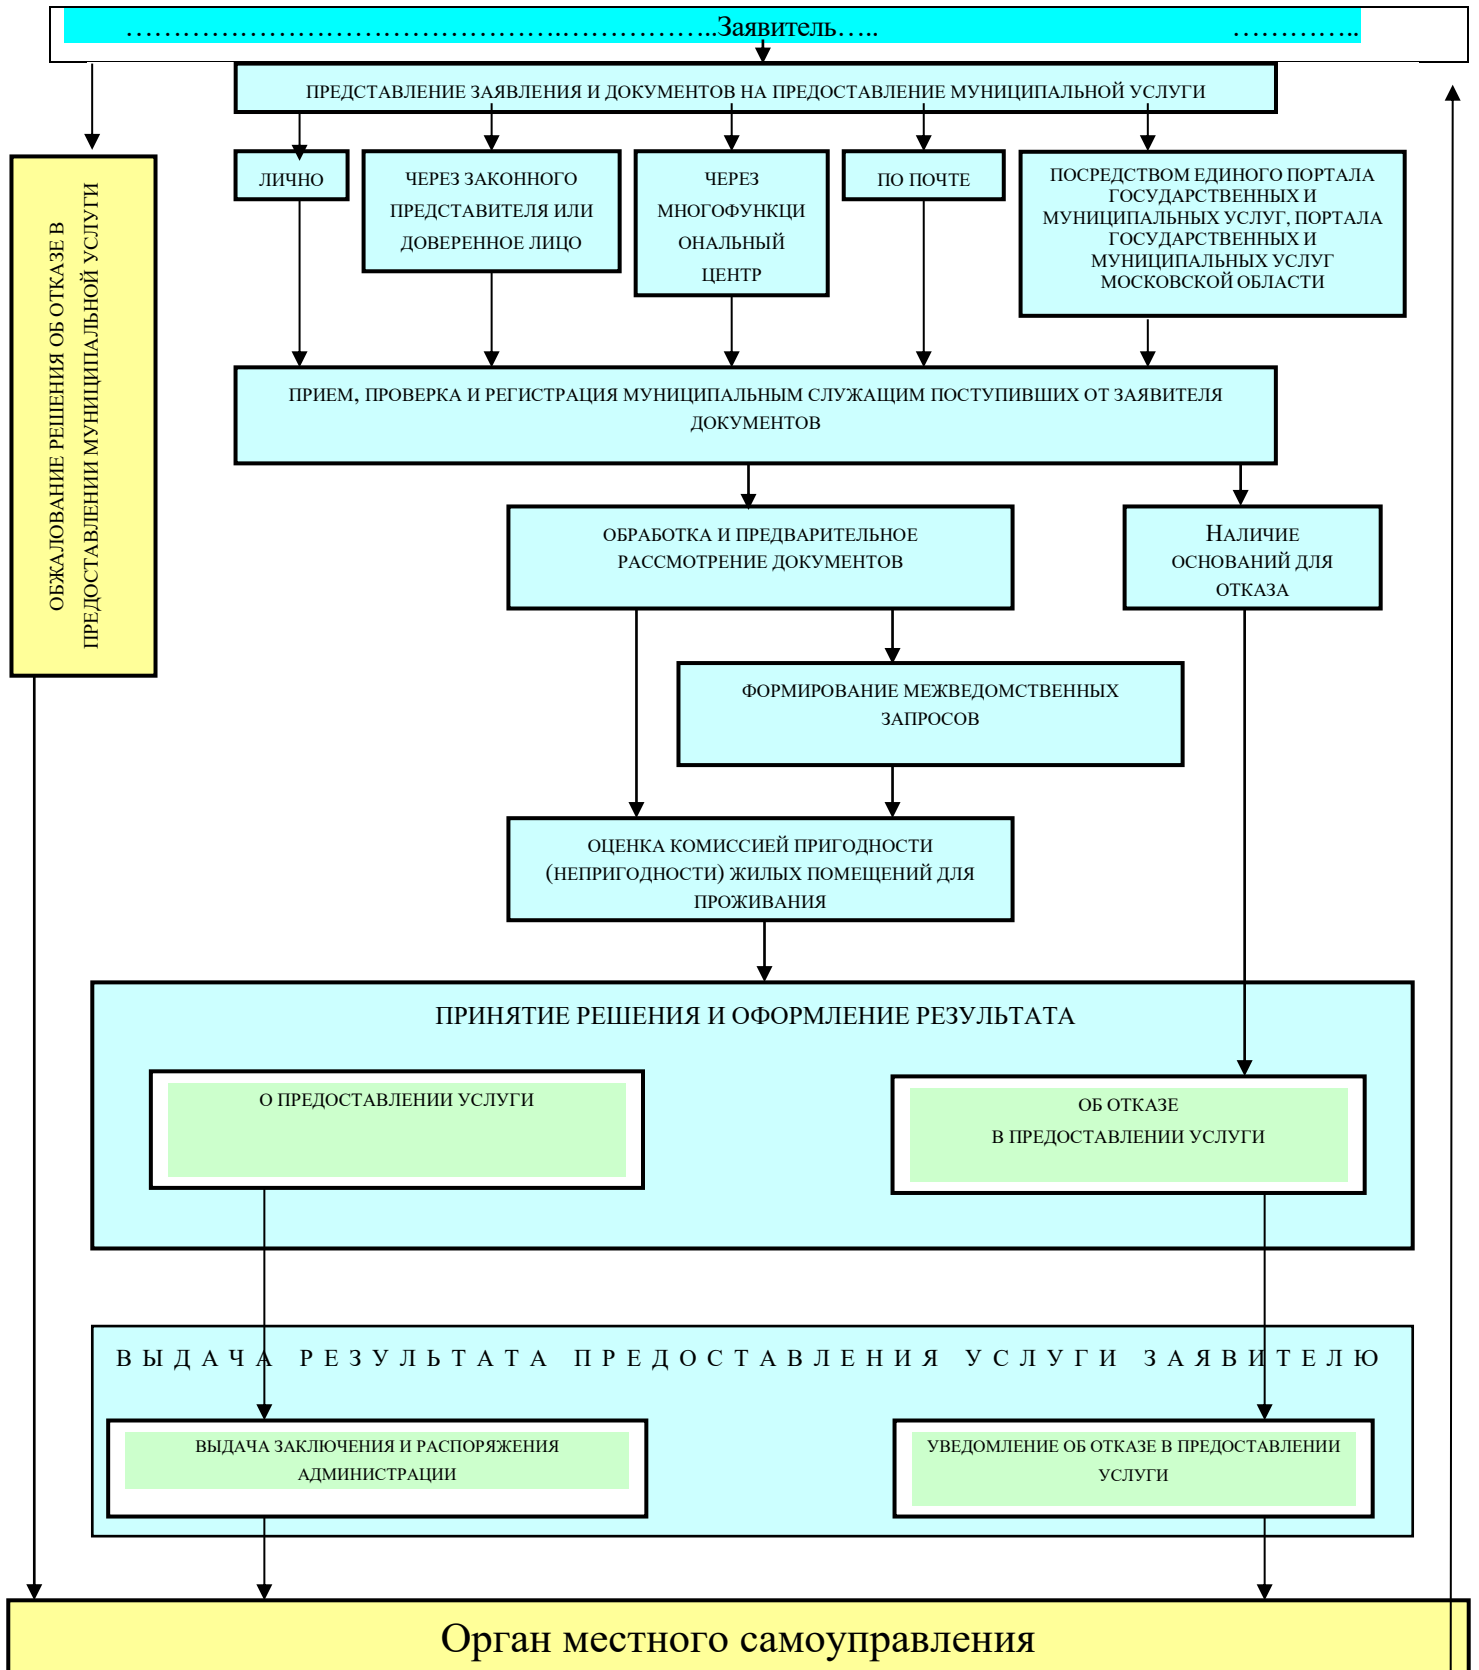 ……………………………………….……………..Заявитель….. …………..
ПРЕДСТАВЛЕНИЕ ЗАЯВЛЕНИЯ И ДОКУМЕНТОВ НА ПРЕДОСТАВЛЕНИЕ МУНИЦИПАЛЬНОЙ УСЛУГИ
ЛИЧНО
ЧЕРЕЗ ЗАКОННОГО
ПРЕДСТАВИТЕЛЯ ИЛИ
ДОВЕРЕННОЕ ЛИЦО
ЧЕРЕЗ
МНОГОФУНКЦИ
ОНАЛЬНЫЙ
ЦЕНТР
ПО ПОЧТЕ
ПОСРЕДСТВОМ ЕДИНОГО ПОРТАЛА
ГОСУДАРСТВЕННЫХ И
МУНИЦИПАЛЬНЫХ УСЛУГ, ПОРТАЛА
ГОСУДАРСТВЕННЫХ И
МУНИЦИПАЛЬНЫХ УСЛУГ
МОСКОВСКОЙ ОБЛАСТИ
ОБЖАЛОВАНИЕ РЕШЕНИЯ ОБ ОТКАЗЕ В
ПРЕДОСТАВЛЕНИИ МУНИЦИПАЛЬНОЙ УСЛУГИ
ПРИЕМ, ПРОВЕРКА И РЕГИСТРАЦИЯ МУНИЦИПАЛЬНЫМ СЛУЖАЩИМ ПОСТУПИВШИХ ОТ ЗАЯВИТЕЛЯ
ДОКУМЕНТОВ
ОБРАБОТКА И ПРЕДВАРИТЕЛЬНОЕ
РАССМОТРЕНИЕ ДОКУМЕНТОВ
НАЛИЧИЕ
ОСНОВАНИЙ ДЛЯ
ОТКАЗА
ФОРМИРОВАНИЕ МЕЖВЕДОМСТВЕННЫХ
ЗАПРОСОВ
ОЦЕНКА КОМИССИЕЙ ПРИГОДНОСТИ
(НЕПРИГОДНОСТИ) ЖИЛЫХ ПОМЕЩЕНИЙ ДЛЯ
ПРОЖИВАНИЯ
ПРИНЯТИЕ РЕШЕНИЯ И ОФОРМЛЕНИЕ РЕЗУЛЬТАТА
О ПРЕДОСТАВЛЕНИИ УСЛУГИ
ОБ ОТКАЗЕ
В ПРЕДОСТАВЛЕНИИ УСЛУГИ
ВЫДАЧА РЕЗУЛЬТАТА ПРЕДОСТАВЛЕНИЯ УСЛУГИ ЗАЯВИТЕЛЮ
ВЫДАЧА ЗАКЛЮЧЕНИЯ И РАСПОРЯЖЕНИЯ
АДМИНИСТРАЦИИ
УВЕДОМЛЕНИЕ ОБ ОТКАЗЕ В ПРЕДОСТАВЛЕНИИ
УСЛУГИ
Орган местного самоуправления